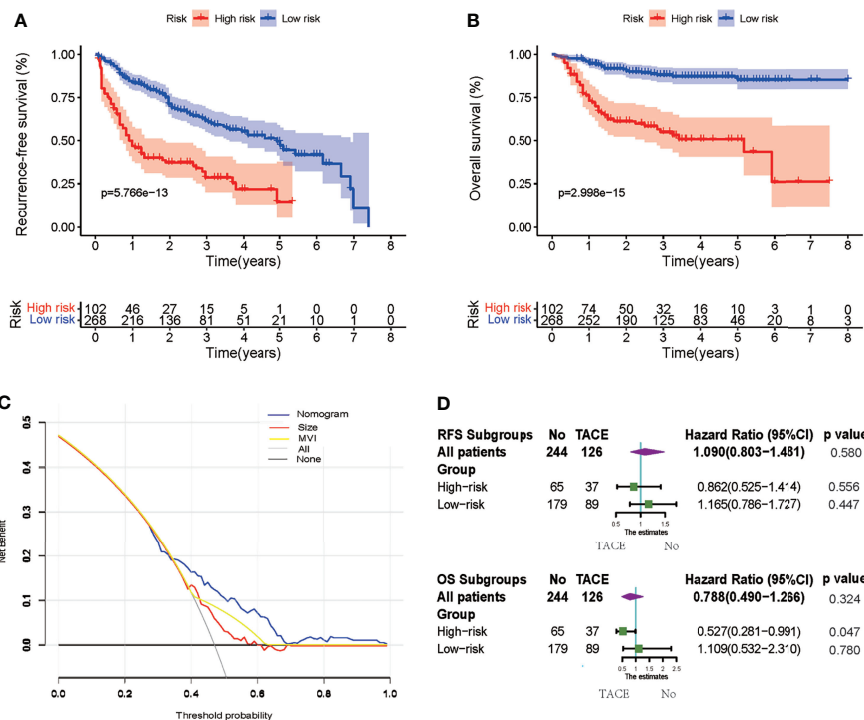 A
Risk High risk Low risk
Recurrence-free survival (%)
1.00
0.75
0.50
0.25
0.00
p=5.766e−13
0 1 2 3 4 5 6 7 8
Time(years)
Risk
High risk 102 46 27 15 5 1 0 0 0
Low risk 268 216 136 81 51 21 10 1 0
0 1 2 3 4 5 6 7 8
Time(years)
B
Risk High risk Low risk
Overall survival (%)
1.00
0.75
0.50
0.25
0.00
p=2.998e−15
0 1 2 3 4 5 6 7 8
Time(years)
Risk
High risk 102 74 50 32 16 10 3 1 0
Low risk 268 252 190 125 83 46 20 8 3
0 1 2 3 4 5 6 7 8
Time(years)
C
Net Benefit
0.5
0.4
0.3
0.2
0.1
0.0
Nomogram
Size
MVI
All
None
0.0 0.2 0.4 0.6 0.8 1.0
Threshold probability
D
RFS Subgroups No TACE Hazard Ratio (95%CI) p value
All patients 244 126 1.090(0.803−1.481) 0.580
Group
High-risk 65 37 0.862(0.525−1.414) 0.556
Low-risk 179 89 1.165(0.786−1.727) 0.447
0.5 1 1.5
The estimates
TACE No
OS Subgroups No TACE Hazard Ratio (95%CI) p value
All patients 244 126 0.788(0.490−1.266) 0.324
Group
High-risk 65 37 0.527(0.281−0.991) 0.047
Low-risk 179 89 1.109(0.532−2.310) 0.780
0.5 1 1.5 2 2.5
The estimates
TACE No